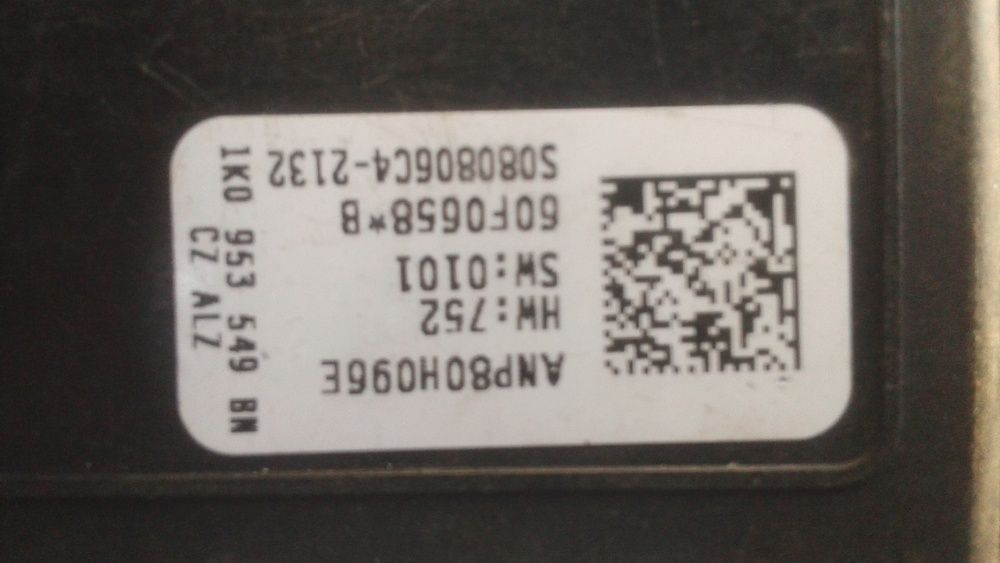 ANP80H096E
HW:752
SW:0101
60F0658*B
S080806C4-2132
1K0 953 549 BN
CZ ALZ